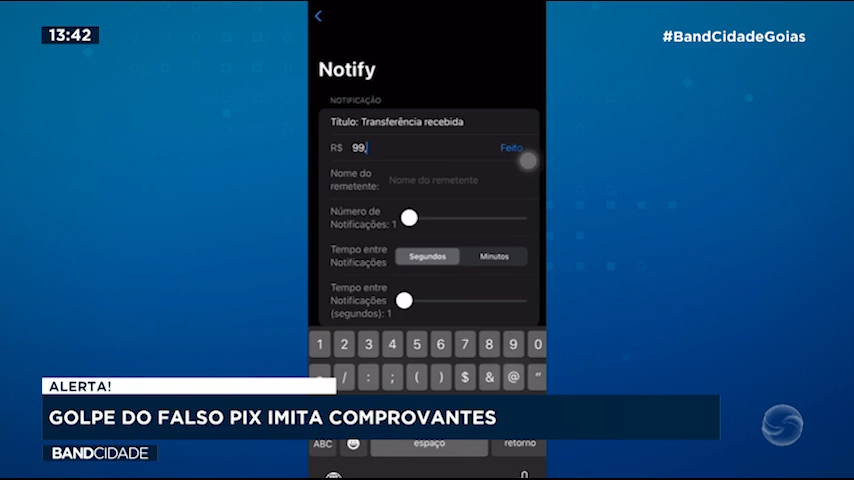 13:42
#BandCidadeGoias
Notify
NOTIFICAÇÃO
Título: Transferência recebida
R$ 99,
Feito
Nome do
remetente:
Nome do remetente
Número de
Notificações: 1
Tempo entre
Notificações
Segundos
Minutos
Tempo entre
Notificações
(segundos): 1
1 2 3 4 5 6 7 8 9 0
/ : ; ( ) $ & @ "
ALERTA!
GOLPE DO FALSO PIX IMITA COMPROVANTES
ABC
espaço
retorno
BANDCIDADE